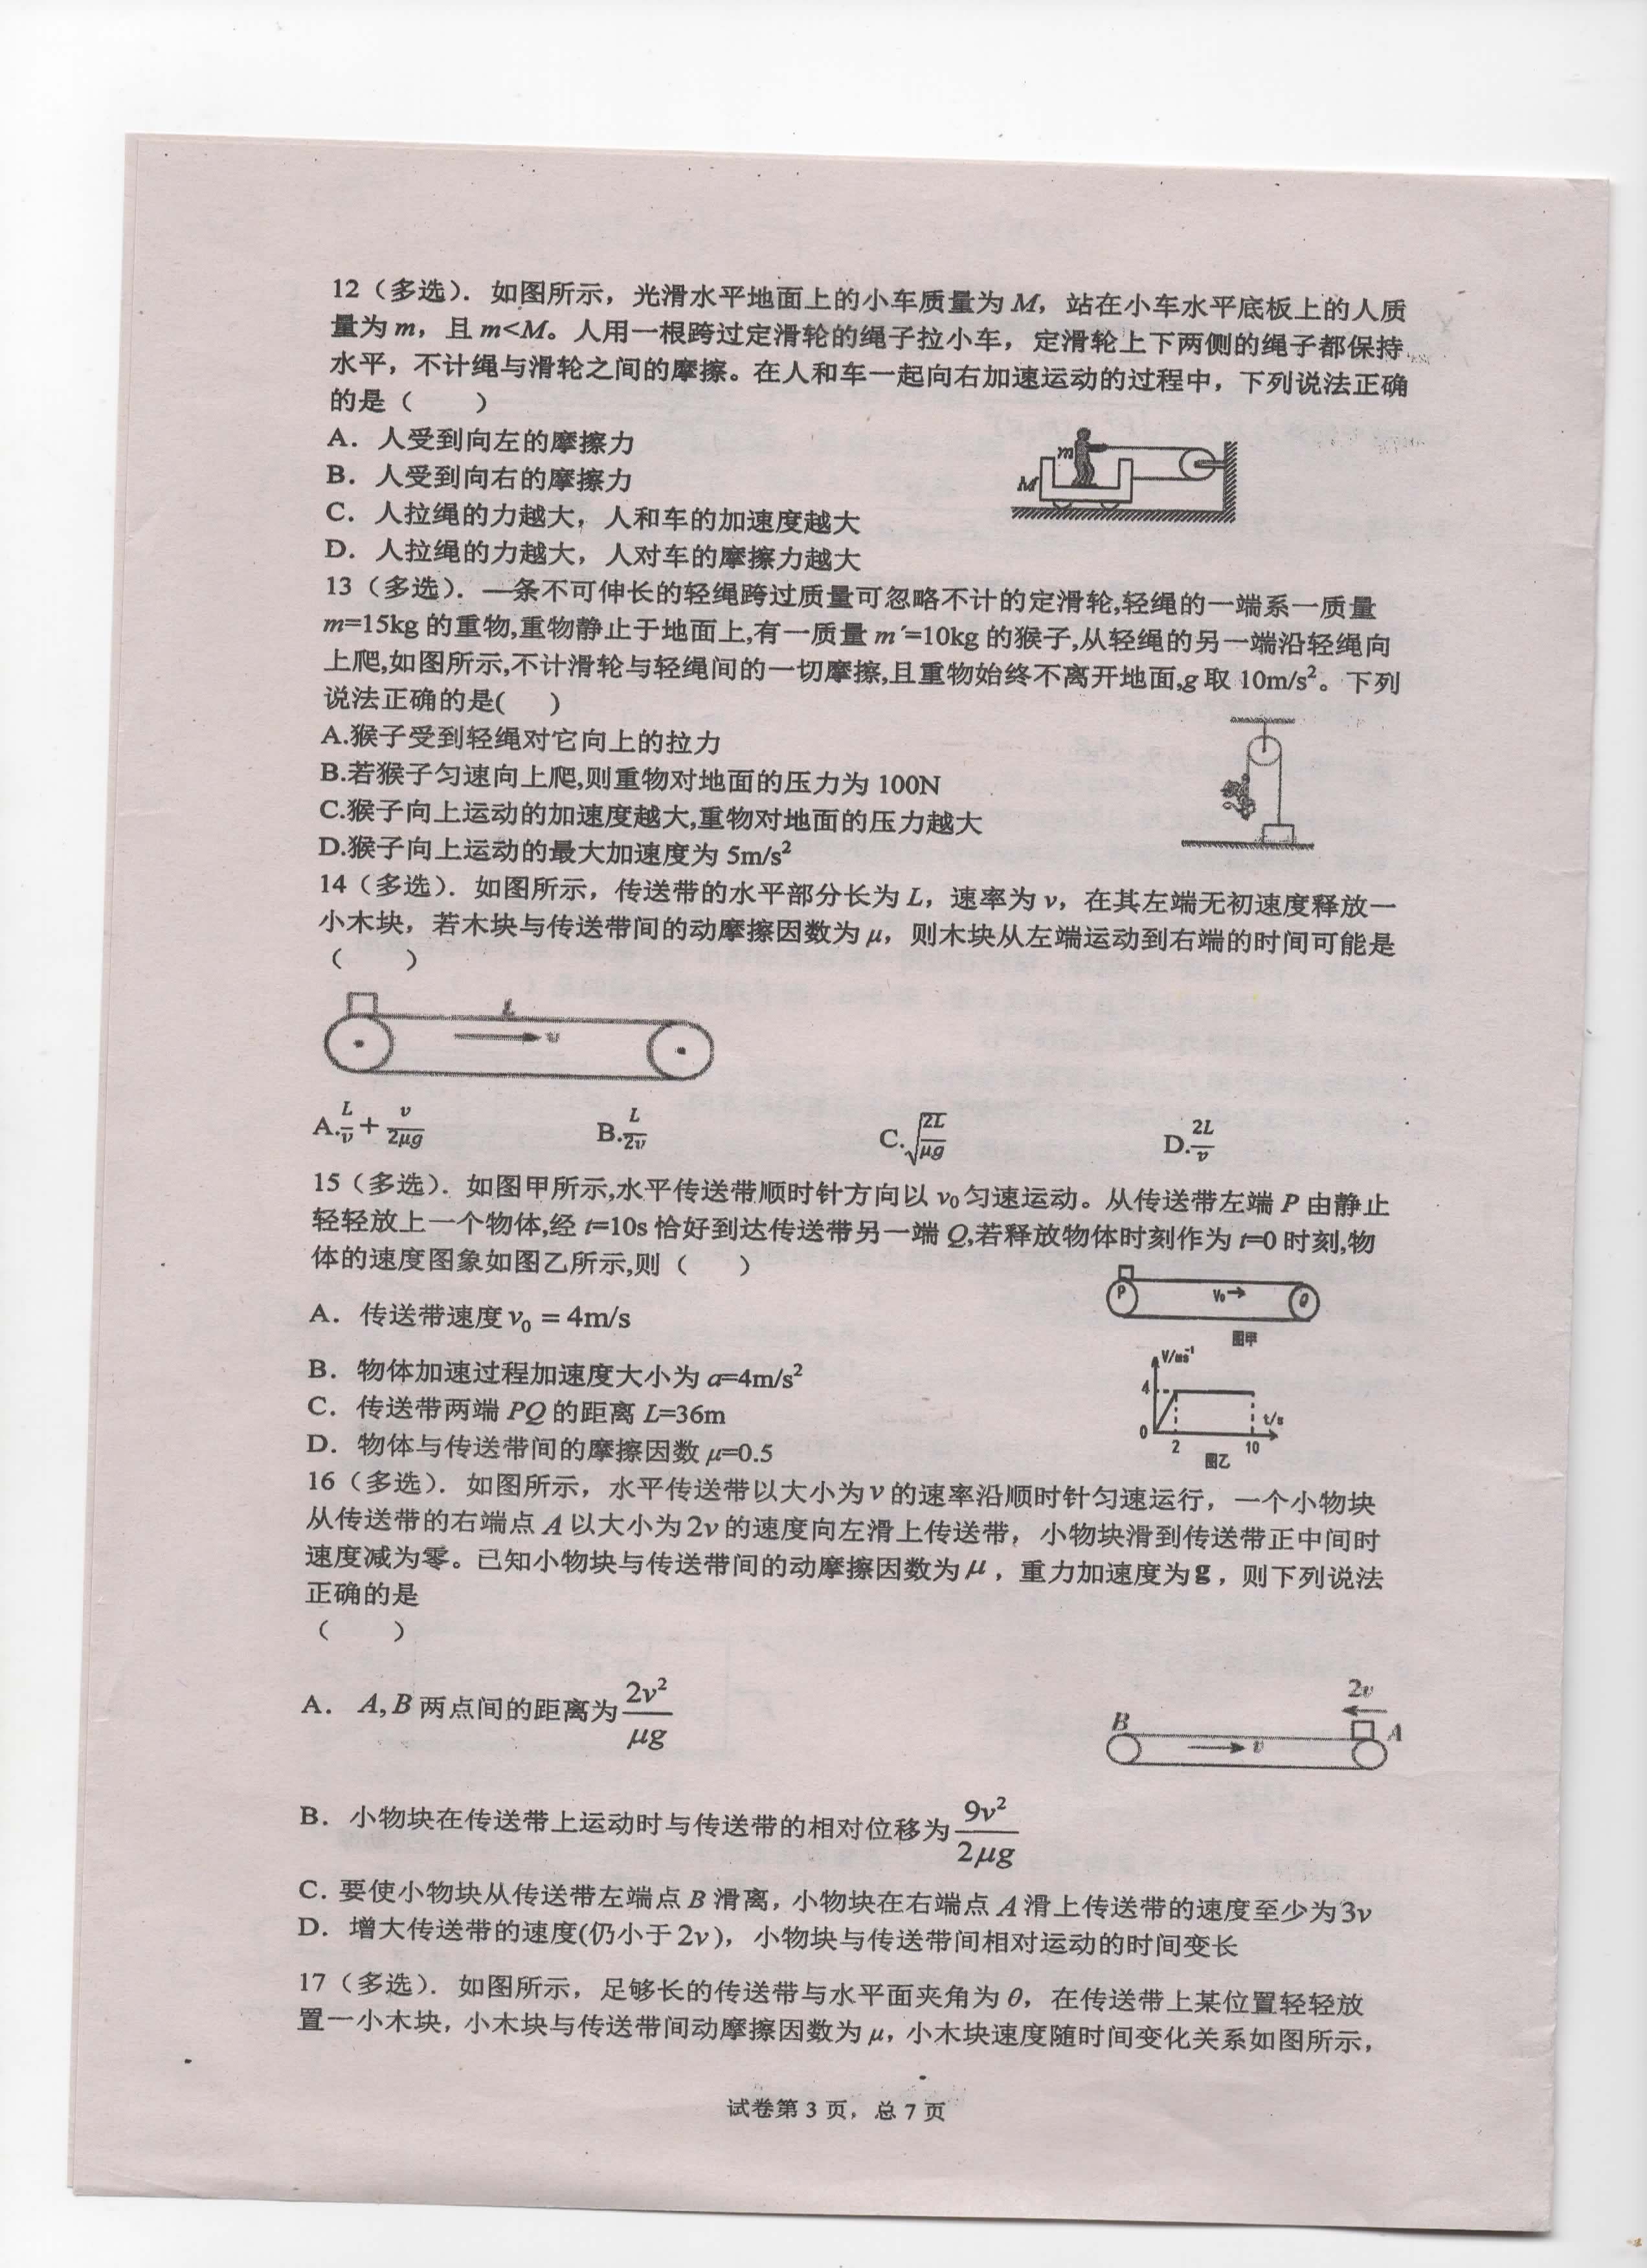 12（多选）．如图所示，光滑水平地面上的小车质量为 M，站在小车水平底板上的人质
量为 m，且 m<M。人用一根跨过定滑轮的绳子拉小车，定滑轮上下两侧的绳子都保持
水平，不计绳与滑轮之间的摩擦。在人和车一起向右加速运动的过程中，下列说法正确
的是（　　）
A．人受到向左的摩擦力
B．人受到向右的摩擦力
C．人拉绳的力越大，人和车的加速度越大
D．人拉绳的力越大，人对车的摩擦力越大
m
M
13（多选）．一条不可伸长的轻绳跨过质量可忽略不计的定滑轮,轻绳的一端系一质量
m=15kg 的重物,重物静止于地面上,有一质量 m′=10kg 的猴子,从轻绳的另一端沿轻绳向
上爬,如图所示,不计滑轮与轻绳间的一切摩擦,且重物始终不离开地面,g 取 10m/s²。下列
说法正确的是(　　)
A.猴子受到轻绳对它向上的拉力
B.若猴子匀速向上爬,则重物对地面的压力为 100N
C.猴子向上运动的加速度越大,重物对地面的压力越大
D.猴子向上运动的最大加速度为 5m/s²
14（多选）．如图所示，传送带的水平部分长为 L，速率为 v，在其左端无初速度释放一
小木块，若木块与传送带间的动摩擦因数为 μ，则木块从左端运动到右端的时间可能是
（　　）
L
v
A. L/v + v/2μg　B. L/2v　C. √(2L/μg)　D. 2L/v
15（多选）．如图甲所示,水平传送带顺时针方向以 v₀ 匀速运动。从传送带左端 P 由静止
轻轻放上一个物体,经 t=10s 恰好到达传送带另一端 Q,若释放物体时刻作为 t=0 时刻,物
体的速度图象如图乙所示,则（　　）
A．传送带速度 v₀ = 4m/s
B．物体加速过程加速度大小为 a=4m/s²
C．传送带两端 PQ 的距离 L=36m
D．物体与传送带间的摩擦因数 μ=0.5
P V₀→ Q
图甲
V/ms⁻¹
4
0 2 10 t/s
图乙
16（多选）．如图所示，水平传送带以大小为 v 的速率沿顺时针匀速运行，一个小物块
从传送带的右端点 A 以大小为 2v 的速度向左滑上传送带，小物块滑到传送带正中间时
速度减为零。已知小物块与传送带间的动摩擦因数为 μ，重力加速度为 g，则下列说法
正确的是
（　　）
A．A,B 两点间的距离为 2v²/μg
2v
B A
v
B．小物块在传送带上运动时与传送带的相对位移为 9v²/2μg
C. 要使小物块从传送带左端点 B 滑离，小物块在右端点 A 滑上传送带的速度至少为 3v
D．增大传送带的速度(仍小于 2v)，小物块与传送带间相对运动的时间变长
17（多选）．如图所示，足够长的传送带与水平面夹角为 θ，在传送带上某位置轻轻放
置一小木块，小木块与传送带间动摩擦因数为 μ，小木块速度随时间变化关系如图所示，
试卷第 3 页，总 7 页